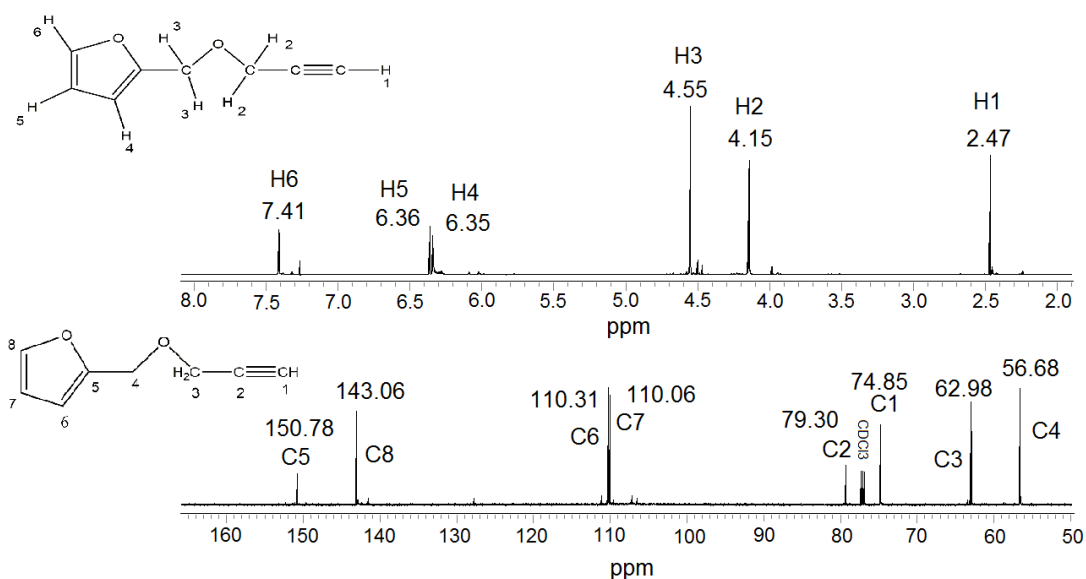 H O H H
6 3 O 3 2
C C H
1
H H H H
5 3 2
4
H6
7.41
H5 H4
6.36 6.35
H3
4.55
H2
4.15
H1
2.47
8.0 7.5 7.0 6.5 6.0 5.5 5.0 4.5 4.0 3.5 3.0 2.5 2.0
ppm
8 O O
H₂C CH
7 6 5 4 3 2 1
150.78
C5
143.06
C8
110.31 110.06
C6 C7
79.30
C2
CDCl3
74.85
C1
62.98
C3
56.68
C4
160 150 140 130 120 110 100 90 80 70 60 50
ppm